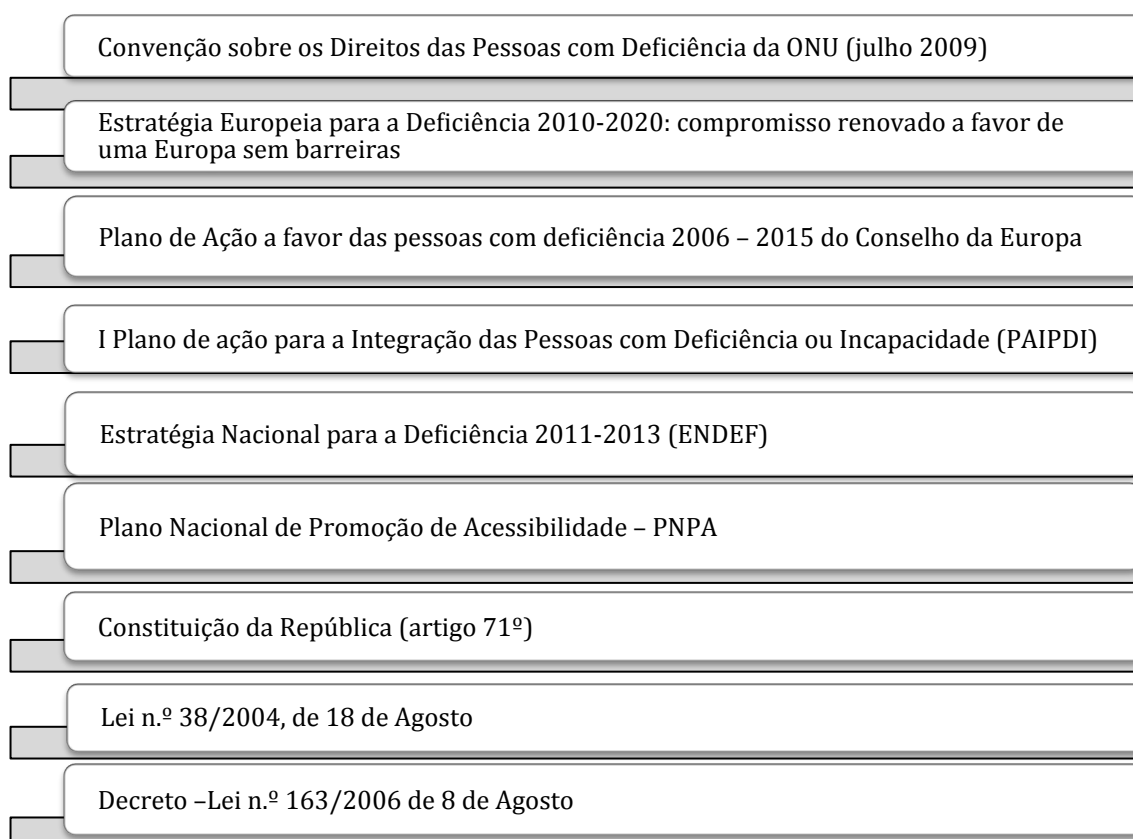 Convenção sobre os Direitos das Pessoas com Deficiência da ONU (julho 2009)
Estratégia Europeia para a Deficiência 2010-2020: compromisso renovado a favor de
uma Europa sem barreiras
Plano de Ação a favor das pessoas com deficiência 2006 – 2015 do Conselho da Europa
I Plano de ação para a Integração das Pessoas com Deficiência ou Incapacidade (PAIPDI)
Estratégia Nacional para a Deficiência 2011-2013 (ENDEF)
Plano Nacional de Promoção de Acessibilidade – PNPA
Constituição da República (artigo 71º)
Lei n.º 38/2004, de 18 de Agosto
Decreto –Lei n.º 163/2006 de 8 de Agosto